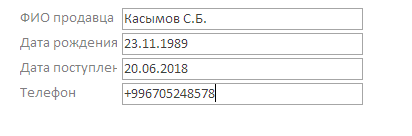 ФИО продавца Касымов С.Б.
Дата рождения 23.11.1989
Дата поступлен 20.06.2018
Телефон +996705248578